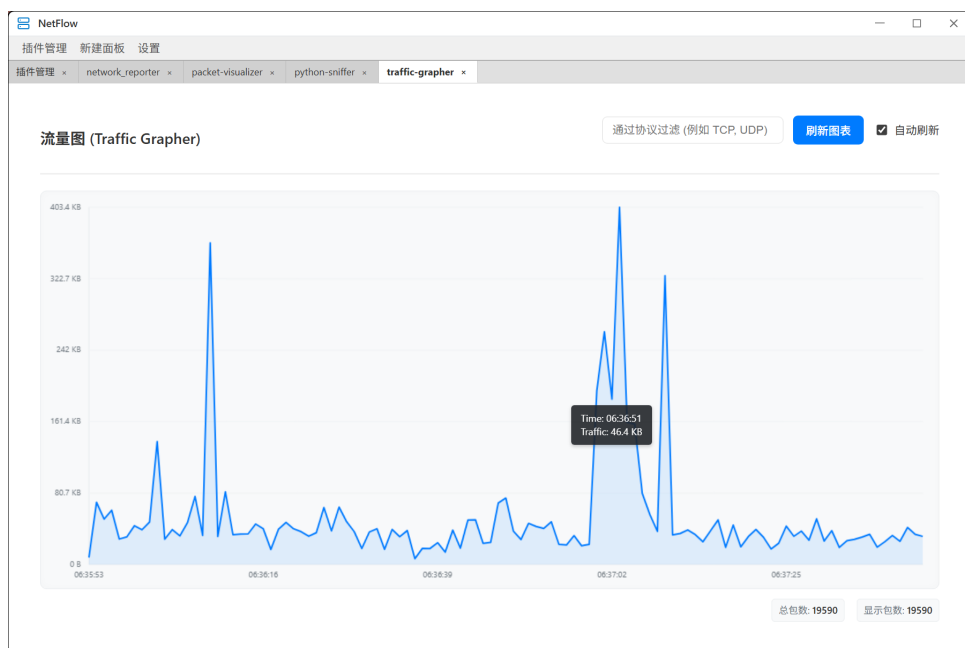 NetFlow
插件管理 新建面板 设置
插件管理 × network_reporter × packet-visualizer × python-sniffer × traffic-grapher ×
流量图 (Traffic Grapher)
通过协议过滤 (例如 TCP, UDP)
刷新图表
自动刷新
403.4 KB
322.7 KB
242 KB
161.4 KB
80.7 KB
0 B
Time: 06:36:51
Traffic: 46.4 KB
06:35:53 06:36:16 06:36:39 06:37:02 06:37:25
总包数: 19590 显示包数: 19590